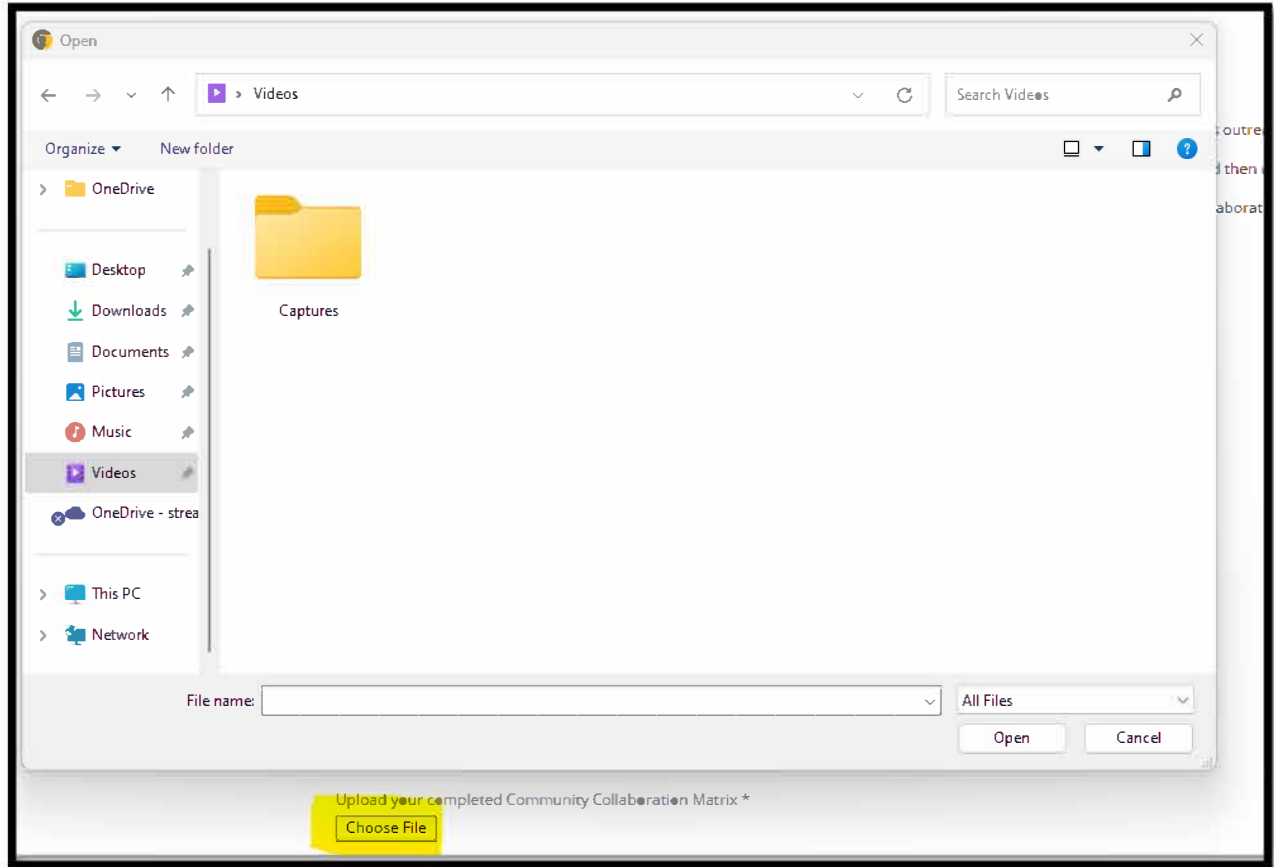 Open
Videos
Search Videos
Organize
New folder
OneDrive
Desktop
Downloads
Documents
Pictures
Music
Videos
OneDrive - strea
This PC
Network
Captures
outre
then
aborat
File name:
All Files
Open
Cancel
Upload your completed Community Collaboration Matrix *
Choose File